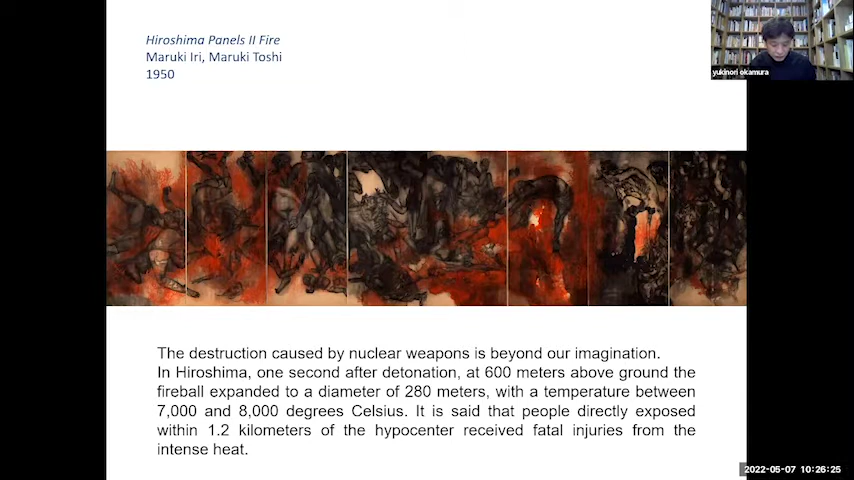 Hiroshima Panels II Fire
Maruki Iri, Maruki Toshi
1950
yukinori okamura
The destruction caused by nuclear weapons is beyond our imagination.
In Hiroshima, one second after detonation, at 600 meters above ground the
fireball expanded to a diameter of 280 meters, with a temperature between
7,000 and 8,000 degrees Celsius. It is said that people directly exposed
within 1.2 kilometers of the hypocenter received fatal injuries from the
intense heat.
2022-05-07 10:26:25